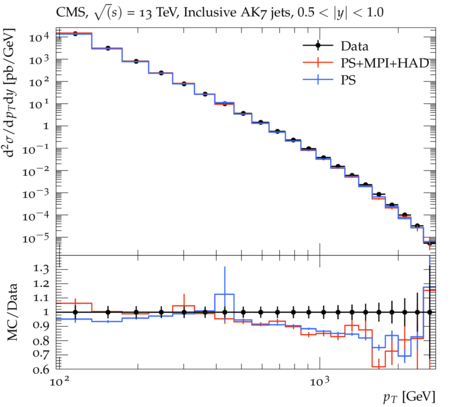 CMS, √(s) = 13 TeV, Inclusive AK7 jets, 0.5 < |y| < 1.0
d²σ/dp_T dy [pb/GeV]
10⁴
10³
10²
10¹
1
10⁻¹
10⁻²
10⁻³
10⁻⁴
10⁻⁵
Data
PS+MPI+HAD
PS
MC/Data
1.3
1.2
1.1
1
0.9
0.8
0.7
0.6
10² 10³
p_T [GeV]